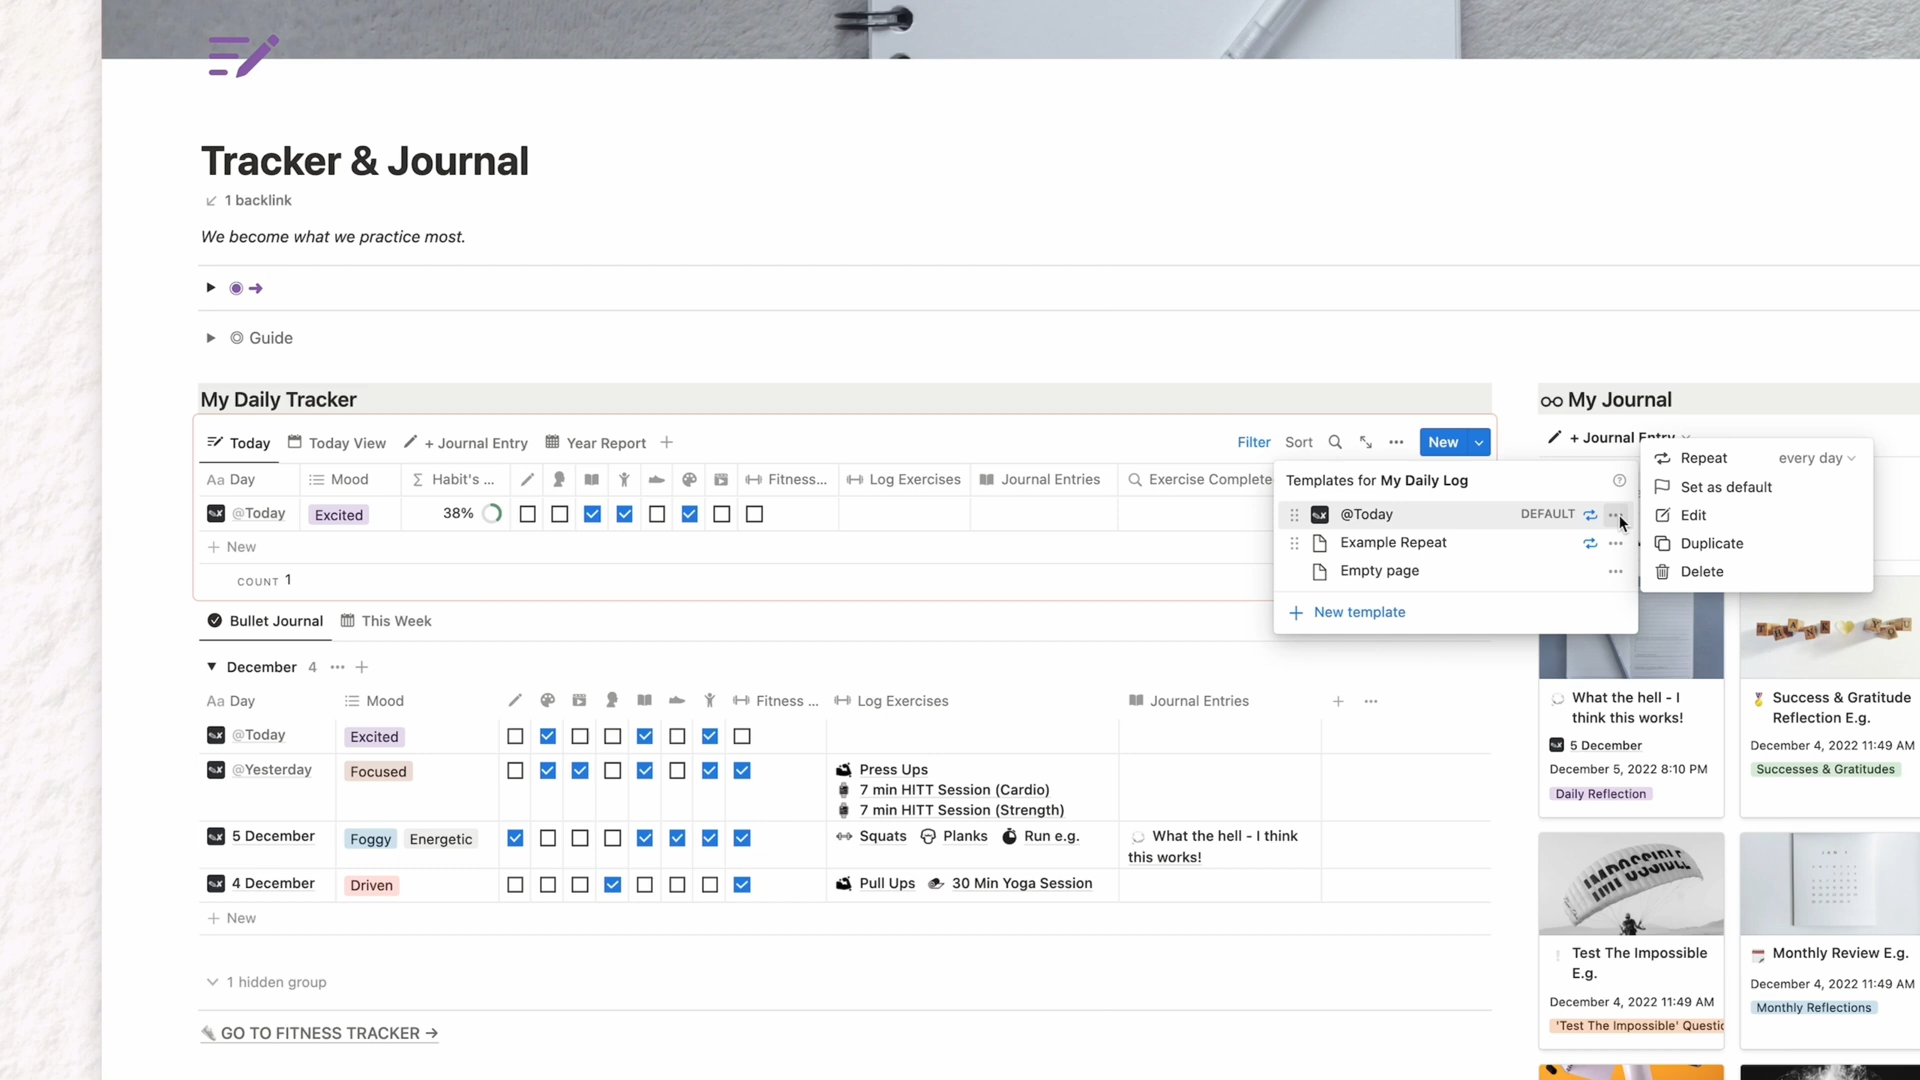 Tracker & Journal
1 backlink
We become what we practice most.
Guide
My Daily Tracker
Today
Today View
+ Journal Entry
Year Report
Filter
Sort
New
Aa Day
Mood
Habit's ...
Fitness...
Log Exercises
Journal Entries
Exercise Complete
@Today
Excited
38%
New
COUNT 1
Templates for My Daily Log
@Today
DEFAULT
Example Repeat
Empty page
New template
Repeat
every day
Set as default
Edit
Duplicate
Delete
Bullet Journal
This Week
December 4
Aa Day
Mood
Fitness ...
Log Exercises
Journal Entries
@Today
Excited
@Yesterday
Focused
Press Ups
7 min HITT Session (Cardio)
7 min HITT Session (Strength)
5 December
Foggy
Energetic
Squats
Planks
Run e.g.
What the hell - I think
this works!
4 December
Driven
Pull Ups
30 Min Yoga Session
New
1 hidden group
GO TO FITNESS TRACKER →
My Journal
+ Journal Entry
What the hell - I
think this works!
5 December
December 5, 2022 8:10 PM
Daily Reflection
THANK YOU
Success & Gratitude
Reflection E.g.
December 4, 2022 11:49 AM
Successes & Gratitudes
IMPOSSIBLE
Test The Impossible
E.g.
December 4, 2022 11:49 AM
'Test The Impossible' Questic
Monthly Review E.g.
December 4, 2022 11:49 AM
Monthly Reflections